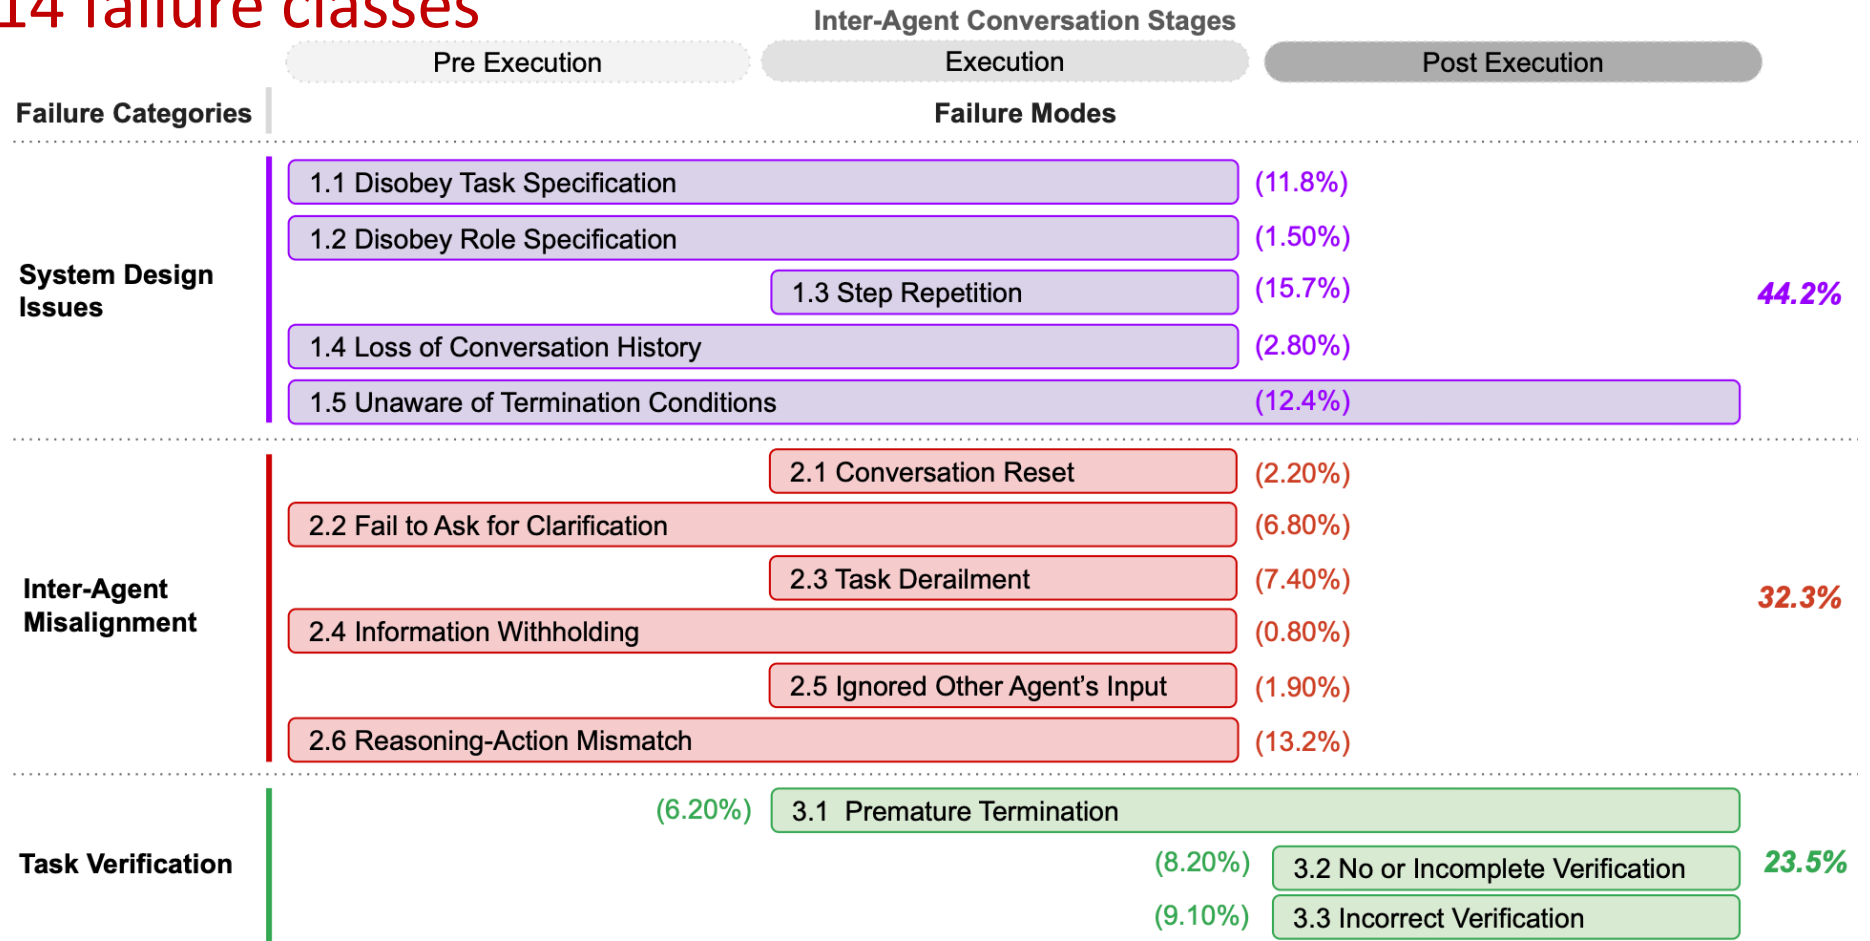 14 failure classes
Inter-Agent Conversation Stages
Pre Execution
Execution
Post Execution
Failure Categories
Failure Modes
System Design
Issues
1.1 Disobey Task Specification
(11.8%)
1.2 Disobey Role Specification
(1.50%)
1.3 Step Repetition
(15.7%)
1.4 Loss of Conversation History
(2.80%)
1.5 Unaware of Termination Conditions
(12.4%)
44.2%
Inter-Agent
Misalignment
2.1 Conversation Reset
(2.20%)
2.2 Fail to Ask for Clarification
(6.80%)
2.3 Task Derailment
(7.40%)
2.4 Information Withholding
(0.80%)
2.5 Ignored Other Agent’s Input
(1.90%)
2.6 Reasoning-Action Mismatch
(13.2%)
32.3%
Task Verification
(6.20%)
3.1 Premature Termination
(8.20%)
3.2 No or Incomplete Verification
(9.10%)
3.3 Incorrect Verification
23.5%